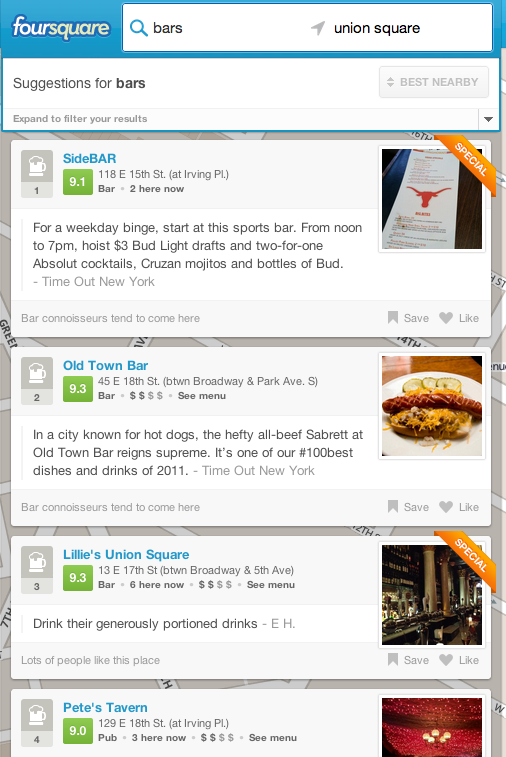 foursquare
bars
union square
Suggestions for bars
BEST NEARBY
Expand to filter your results
16TH
SideBAR
SPECIAL
9.1
118 E 15th St. (at Irving Pl.)
Bar • 2 here now
1
For a weekday binge, start at this sports bar. From noon
to 7pm, hoist $3 Bud Light drafts and two-for-one
Absolut cocktails, Cruzan mojitos and bottles of Bud.
- Time Out New York
Bar connoisseurs tend to come here
Save
Like
14TH
Old Town Bar
9.3
45 E 18th St. (btwn Broadway & Park Ave. S)
Bar • $ $ $ $ • See menu
2
In a city known for hot dogs, the hefty all-beef Sabrett at
Old Town Bar reigns supreme. It’s one of our #100best
dishes and drinks of 2011. - Time Out New York
Bar connoisseurs tend to come here
Save
Like
12TH S
Lillie's Union Square
SPECIAL
9.3
13 E 17th St (btwn Broadway & 5th Ave)
Bar • 6 here now • $ $ $ $ • See menu
3
Drink their generously portioned drinks - E H.
Lots of people like this place
Save
Like
7TH
Pete's Tavern
9.0
129 E 18th St. (at Irving Pl.)
Pub • 3 here now • $ $ $ $ • See menu
4